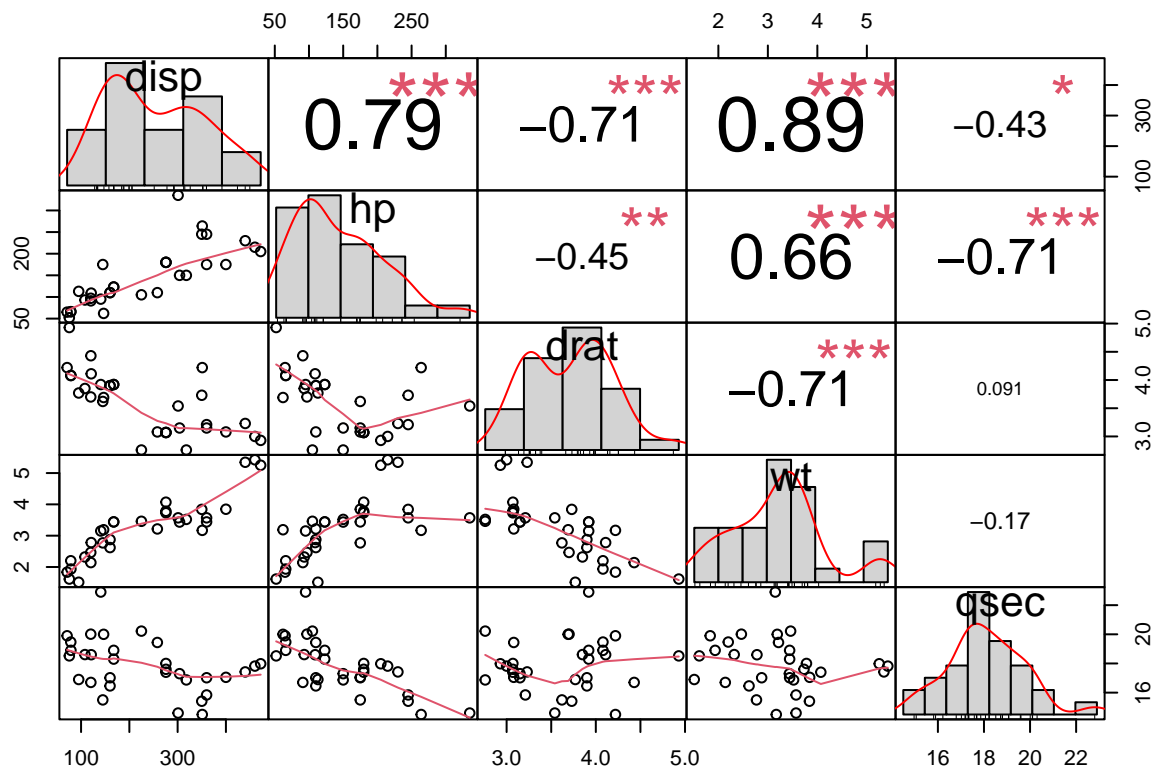 50 150 250 2 3 4 5
disp 0.79 *** −0.71 *** 0.89 *** −0.43 * 100 300
hp −0.45 ** 0.66 *** −0.71 *** 50 200
drat −0.71 *** 0.091 3.0 4.0 5.0
wt −0.17 2 3 4 5
qsec 16 20
100 300 3.0 4.0 5.0 16 18 20 22